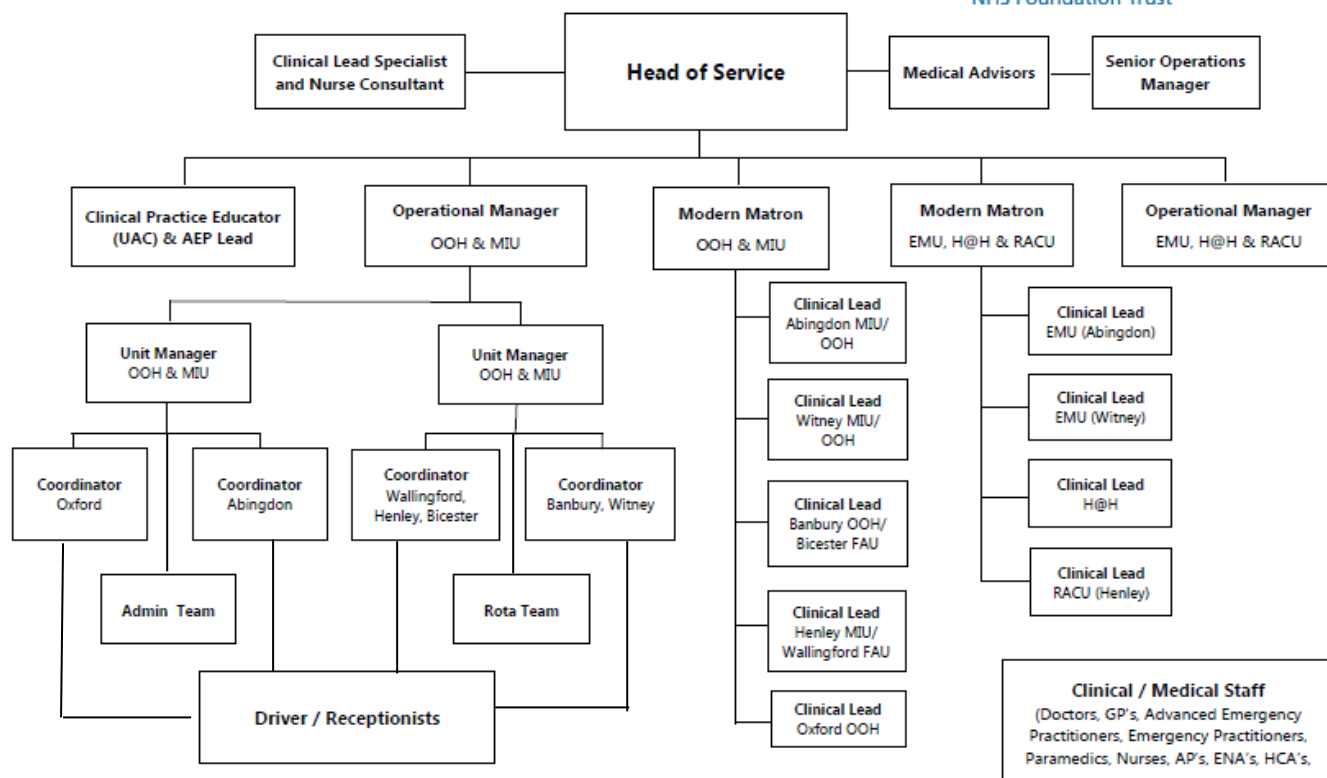 NHS Foundation Trust
Clinical Lead Specialist
and Nurse Consultant
Head of Service
Medical Advisors
Senior Operations
Manager
Clinical Practice Educator
(UAC) & AEP Lead
Operational Manager
OOH & MIU
Modern Matron
OOH & MIU
Modern Matron
EMU, H@H & RACU
Operational Manager
EMU, H@H & RACU
Unit Manager
OOH & MIU
Unit Manager
OOH & MIU
Coordinator
Oxford
Coordinator
Abingdon
Coordinator
Wallingford,
Henley, Bicester
Coordinator
Banbury, Witney
Admin Team
Rota Team
Driver / Receptionists
Clinical Lead
Abingdon MIU/
OOH
Clinical Lead
Witney MIU/
OOH
Clinical Lead
Banbury OOH/
Bicester FAU
Clinical Lead
Henley MIU/
Wallingford FAU
Clinical Lead
Oxford OOH
Clinical Lead
EMU (Abingdon)
Clinical Lead
EMU (Witney)
Clinical Lead
H@H
Clinical Lead
RACU (Henley)
Clinical / Medical Staff
(Doctors, GP's, Advanced Emergency
Practitioners, Emergency Practitioners,
Paramedics, Nurses, AP's, ENA's, HCA's,